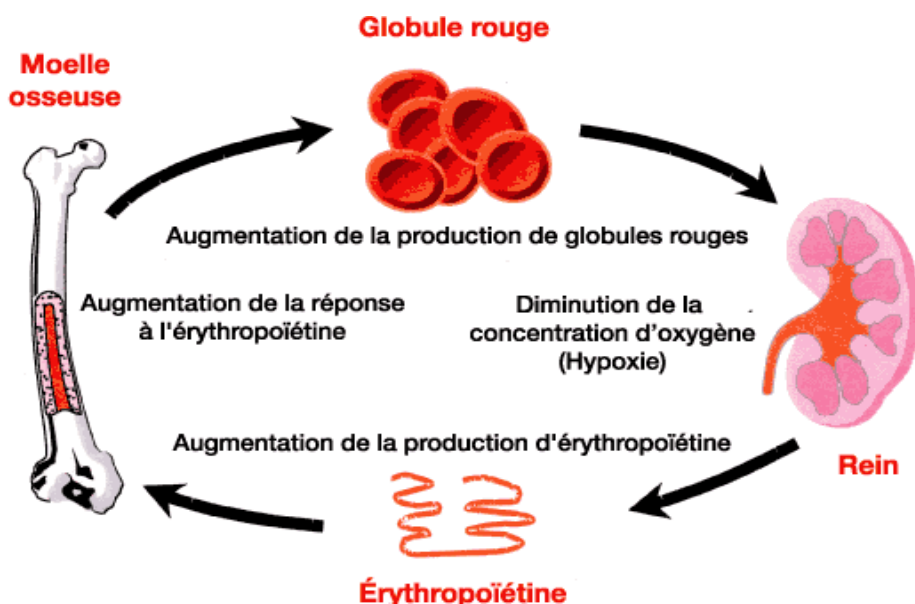 Globule rouge
Moelle
osseuse
Augmentation de la production de globules rouges
Augmentation de la réponse
à l'érythropoïétine
Diminution de la
concentration d’oxygène
(Hypoxie)
Augmentation de la production d'érythropoïétine
Rein
Érythropoïétine